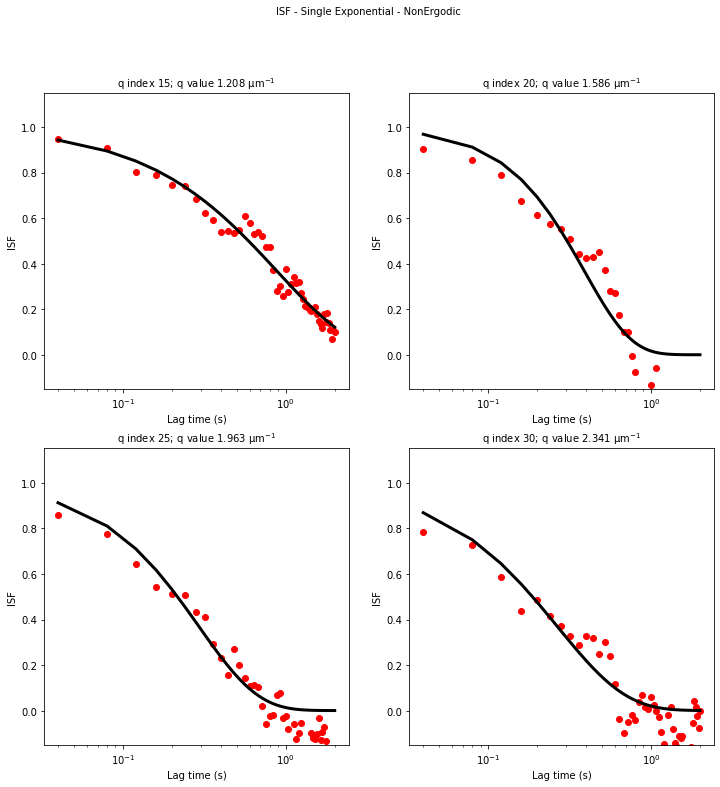 ISF - Single Exponential - NonErgodic
q index 15; q value 1.208 μm⁻¹
q index 20; q value 1.586 μm⁻¹
1.0
0.8
0.6
0.4
0.2
0.0
ISF
10⁻¹
10⁰
Lag time (s)
1.0
0.8
0.6
0.4
0.2
0.0
ISF
10⁻¹
10⁰
Lag time (s)
q index 25; q value 1.963 μm⁻¹
q index 30; q value 2.341 μm⁻¹
1.0
0.8
0.6
0.4
0.2
0.0
ISF
10⁻¹
10⁰
Lag time (s)
1.0
0.8
0.6
0.4
0.2
0.0
ISF
10⁻¹
10⁰
Lag time (s)